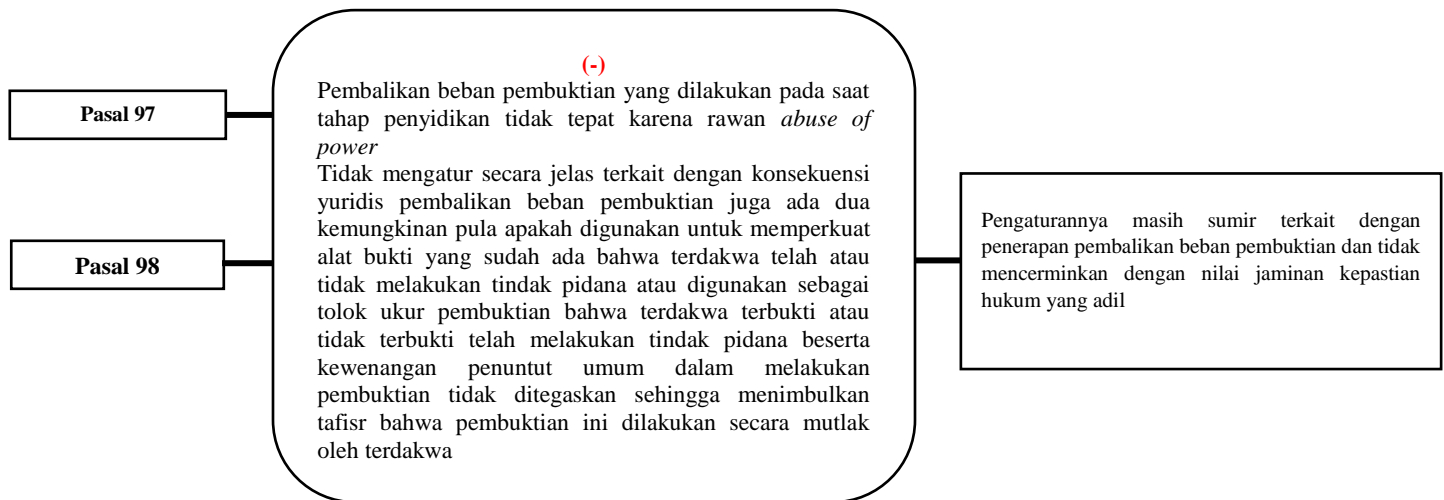 Pasal 97
Pasal 98
(-)
Pembalikan beban pembuktian yang dilakukan pada saat
tahap penyidikan tidak tepat karena rawan abuse of
power
Tidak mengatur secara jelas terkait dengan konsekuensi
yuridis pembalikan beban pembuktian juga ada dua
kemungkinan pula apakah digunakan untuk memperkuat
alat bukti yang sudah ada bahwa terdakwa telah atau
tidak melakukan tindak pidana atau digunakan sebagai
tolok ukur pembuktian bahwa terdakwa terbukti atau
tidak terbukti telah melakukan tindak pidana beserta
kewenangan penuntut umum dalam melakukan
pembuktian tidak ditegaskan sehingga menimbulkan
tafisr bahwa pembuktian ini dilakukan secara mutlak
oleh terdakwa
Pengaturannya masih sumir terkait dengan
penerapan pembalikan beban pembuktian dan tidak
mencerminkan dengan nilai jaminan kepastian
hukum yang adil